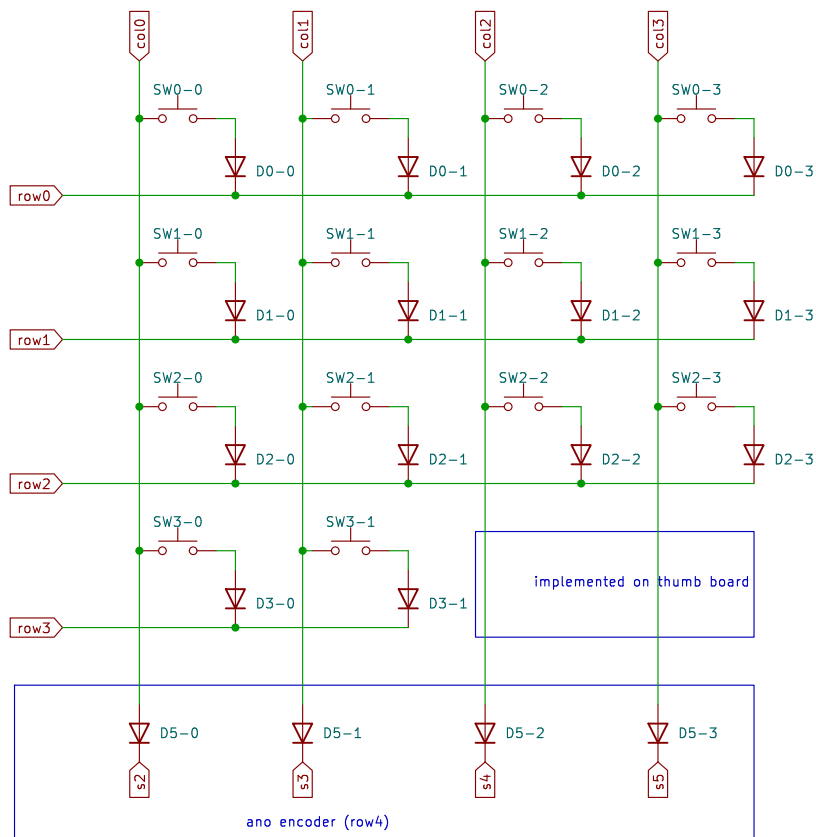 col0 col1 col2 col3
SW0-0 SW0-1 SW0-2 SW0-3
D0-0 D0-1 D0-2 D0-3
row0
SW1-0 SW1-1 SW1-2 SW1-3
D1-0 D1-1 D1-2 D1-3
row1
SW2-0 SW2-1 SW2-2 SW2-3
D2-0 D2-1 D2-2 D2-3
row2
SW3-0 SW3-1
implemented on thumb board
D3-0 D3-1
row3
D5-0 D5-1 D5-2 D5-3
s2 s3 s4 s5
ano encoder (row4)